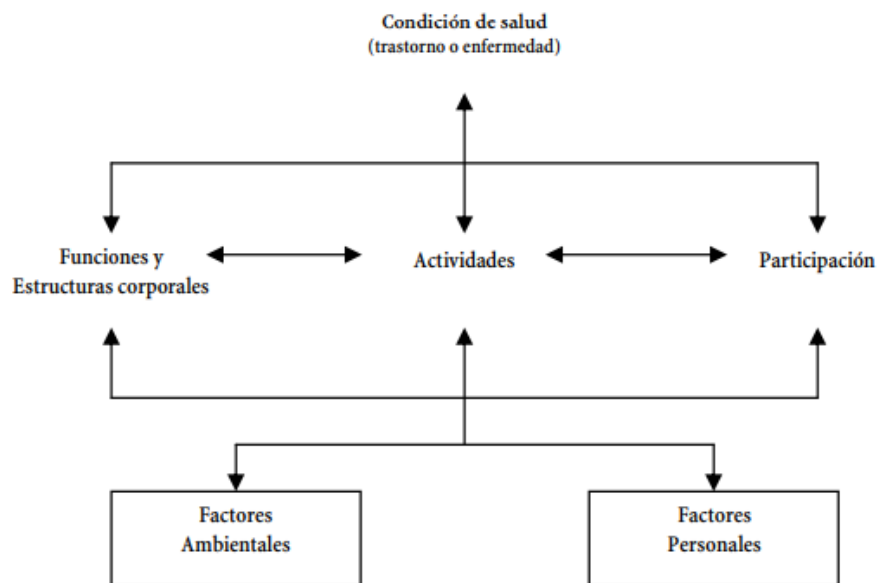 Condición de salud
(trastorno o enfermedad)
Funciones y
Estructuras corporales
Actividades
Participación
Factores
Ambientales
Factores
Personales